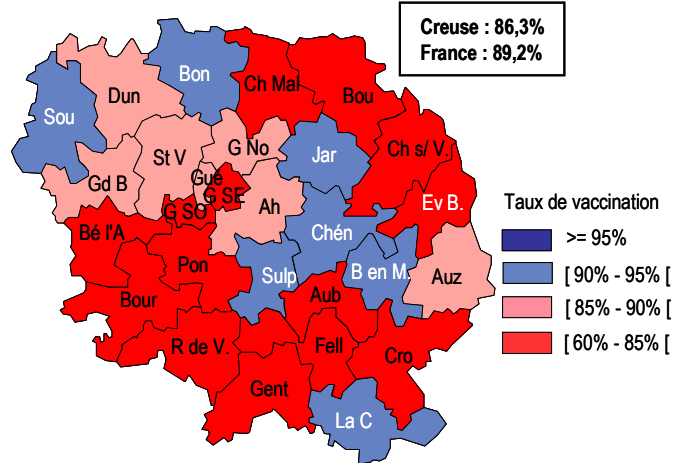 Creuse : 86,3%
France : 89,2%
Bon
Ch Mal
Bou
Dun
Sou
St V
G No
Jar
Ch s/ V.
Gd B
Gué
G SE
Ev B.
G SO
Ah
Bé l'A
Chén
Pon
Sulp
B en M.
Auz
Bour
Aub
R de V.
Fell
Cro
Gent
La C
Taux de vaccination
>= 95%
[ 90% - 95% [
[ 85% - 90% [
[ 60% - 85% [